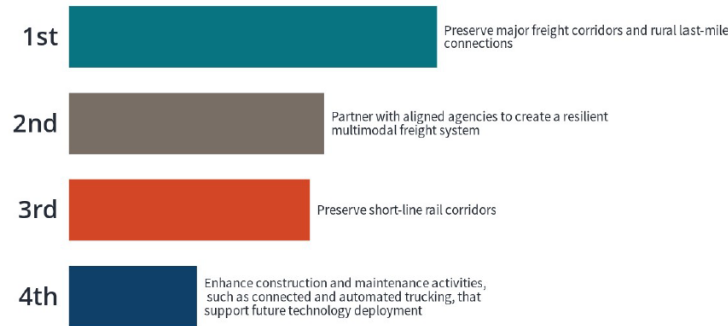 1st
Preserve major freight corridors and rural last-mile
connections
2nd
Partner with aligned agencies to create a resilient
multimodal freight system
3rd
Preserve short-line rail corridors
4th
Enhance construction and maintenance activities,
such as connected and automated trucking, that
support future technology deployment